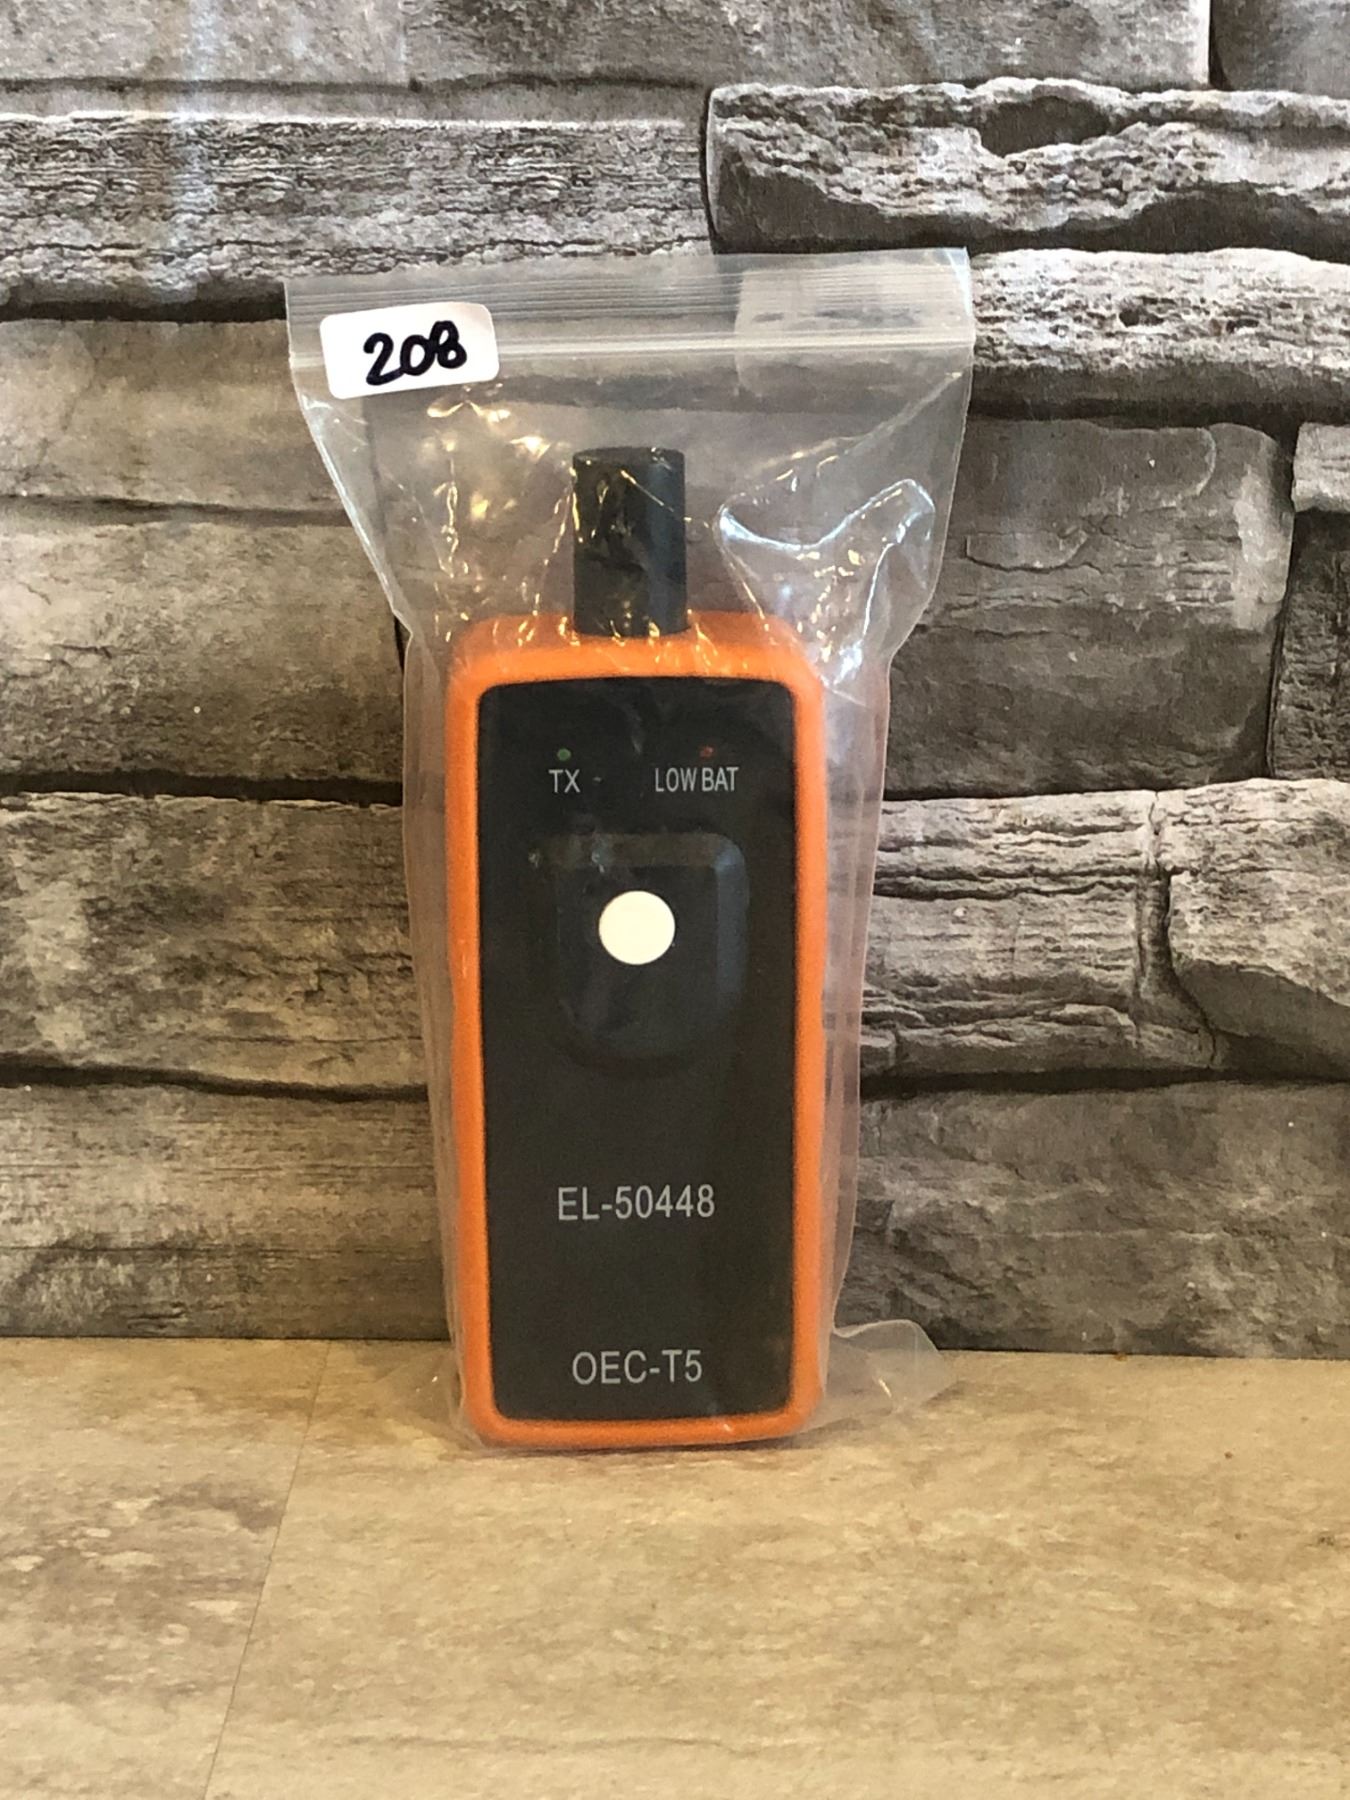 208
TX LOW BAT
EL-50448
OEC-T5